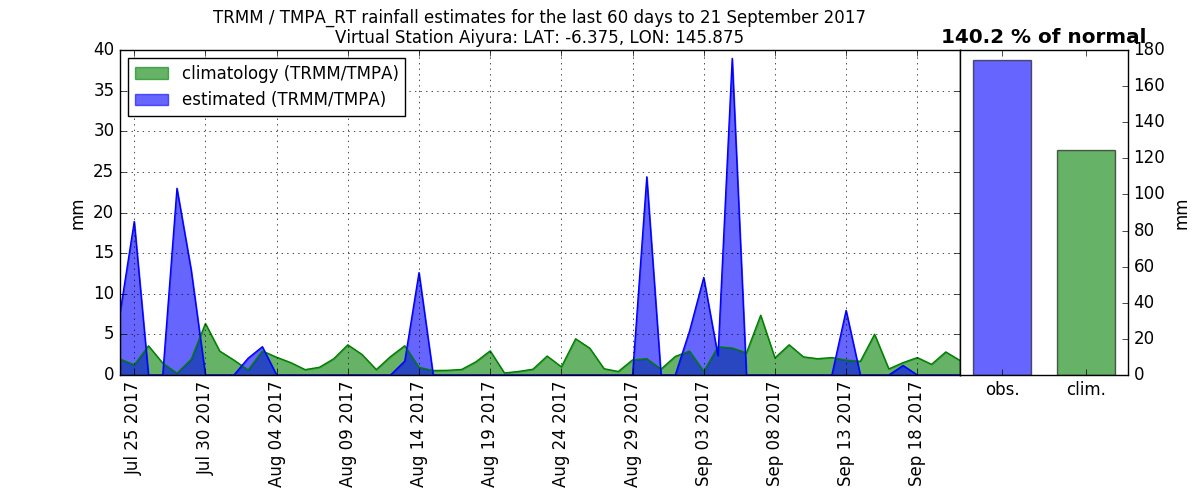 TRMM / TMPA_RT rainfall estimates for the last 60 days to 21 September 2017
Virtual Station Aiyura: LAT: -6.375, LON: 145.875
140.2 % of normal
climatology (TRMM/TMPA)
estimated (TRMM/TMPA)
40
35
30
25
20
15
10
5
0
mm
Jul 25 2017
Jul 30 2017
Aug 04 2017
Aug 09 2017
Aug 14 2017
Aug 19 2017
Aug 24 2017
Aug 29 2017
Sep 03 2017
Sep 08 2017
Sep 13 2017
Sep 18 2017
obs.
clim.
180
160
140
120
100
80
60
40
20
0
mm